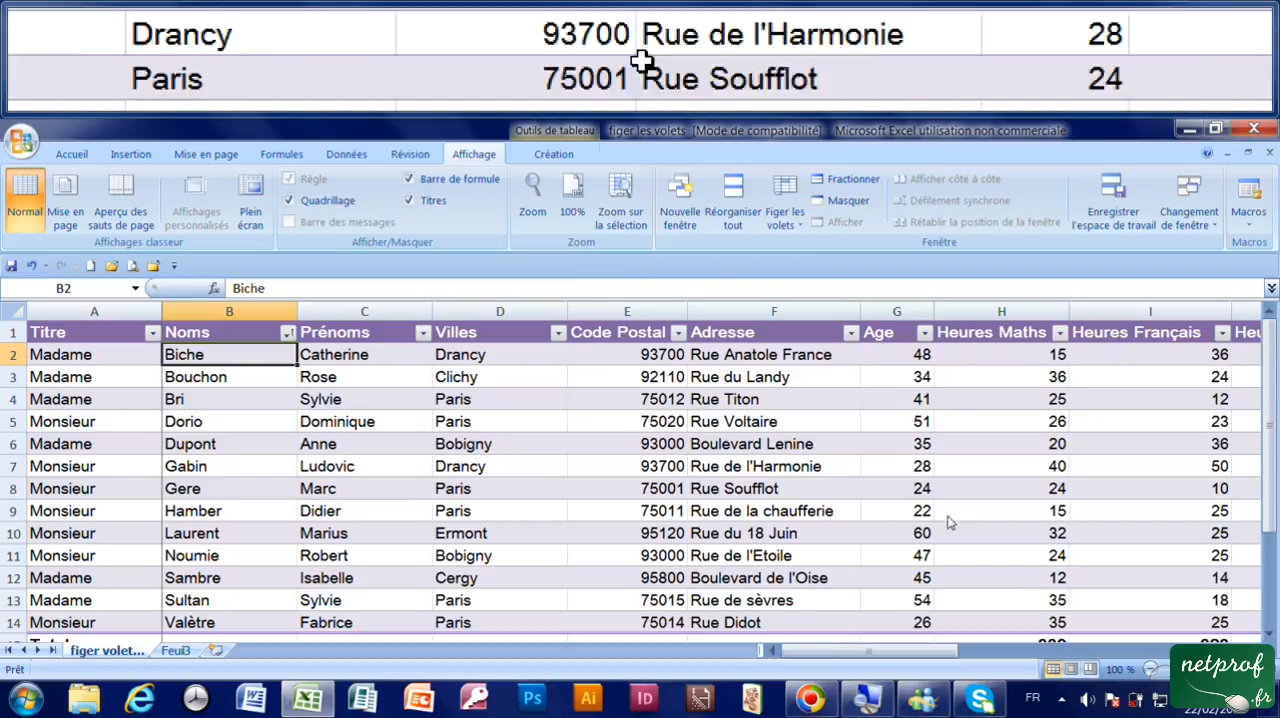 Drancy 93700 Rue de l'Harmonie 28
Paris 75001 Rue Soufflot 24
Outils de tableau figer les volets [Mode de compatibilité] Microsoft Excel utilisation non commerciale
Accueil Insertion Mise en page Formules Données Révision Affichage Création
Normal
Mise en page
Aperçu des sauts de page
Affichages personnalisés
Plein écran
Affichages classeur
Règle
Quadrillage
Barre des messages
Barre de formule
Titres
Afficher/Masquer
Zoom
100%
Zoom sur la sélection
Zoom
Nouvelle fenêtre
Réorganiser tout
Figer les volets
Fractionner
Masquer
Afficher
Afficher côte à côte
Défilement synchrone
Rétablir la position de la fenêtre
Enregistrer l'espace de travail
Changement de fenêtre
Fenêtre
Macros
Macros
B2 fx Biche
A B C D E F G H I
1 Titre Noms Prénoms Villes Code Postal Adresse Age Heures Maths Heures Français Heu
2 Madame Biche Catherine Drancy 93700 Rue Anatole France 48 15 36
3 Madame Bouchon Rose Clichy 92110 Rue du Landy 34 36 24
4 Madame Bri Sylvie Paris 75012 Rue Titon 41 25 12
5 Monsieur Dorio Dominique Paris 75020 Rue Voltaire 51 26 23
6 Madame Dupont Anne Bobigny 93000 Boulevard Lenine 35 20 36
7 Monsieur Gabin Ludovic Drancy 93700 Rue de l'Harmonie 28 40 50
8 Monsieur Gere Marc Paris 75001 Rue Soufflot 24 24 10
9 Monsieur Hamber Didier Paris 75011 Rue de la chaufferie 22 15 25
10 Monsieur Laurent Marius Ermont 95120 Rue du 18 Juin 60 32 25
11 Monsieur Noumie Robert Bobigny 93000 Rue de l'Etoile 47 24 25
12 Madame Sambre Isabelle Cergy 95800 Boulevard de l'Oise 45 12 14
13 Madame Sultan Sylvie Paris 75015 Rue de sèvres 54 35 18
14 Monsieur Valètre Fabrice Paris 75014 Rue Didot 26 35 25
figer volet... Feuil3
Prêt 100 %
netprof.fr
Ps Ai ID FR